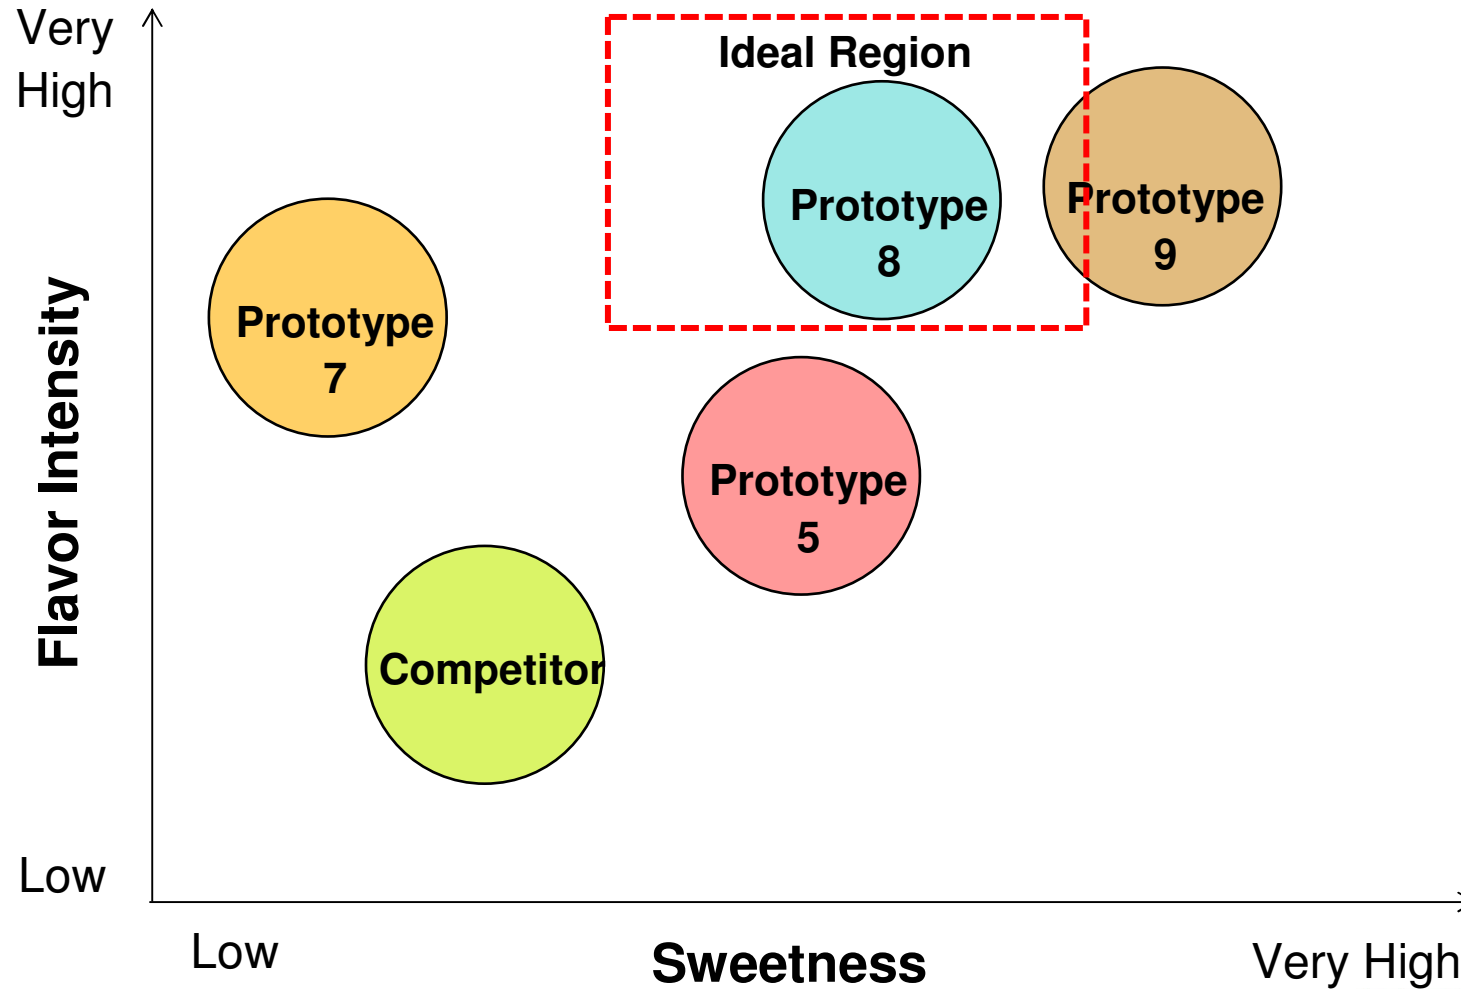 Very
High
Ideal Region
Prototype
8
Prototype
9
Prototype
7
Prototype
5
Competitor
Flavor Intensity
Low
Low
Sweetness
Very High